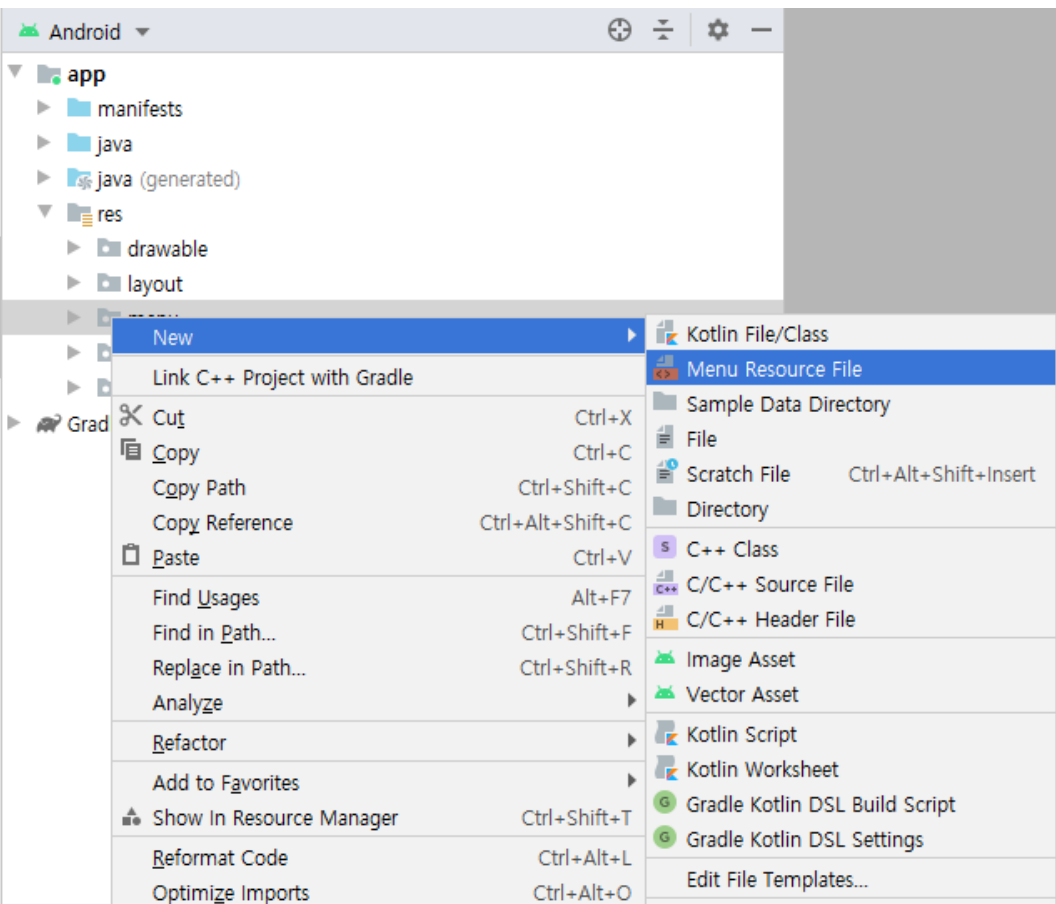 Android
app
manifests
java
java (generated)
res
drawable
layout
New
Link C++ Project with Gradle
Grad
Cut Ctrl+X
Copy Ctrl+C
Copy Path Ctrl+Shift+C
Copy Reference Ctrl+Alt+Shift+C
Paste Ctrl+V
Find Usages Alt+F7
Find in Path... Ctrl+Shift+F
Replace in Path... Ctrl+Shift+R
Analyze
Refactor
Add to Favorites
Show In Resource Manager Ctrl+Shift+T
Reformat Code Ctrl+Alt+L
Optimize Imports Ctrl+Alt+O
Kotlin File/Class
Menu Resource File
Sample Data Directory
File
Scratch File Ctrl+Alt+Shift+Insert
Directory
S C++ Class
C++ C/C++ Source File
H C/C++ Header File
Image Asset
Vector Asset
Kotlin Script
Kotlin Worksheet
G Gradle Kotlin DSL Build Script
G Gradle Kotlin DSL Settings
Edit File Templates...